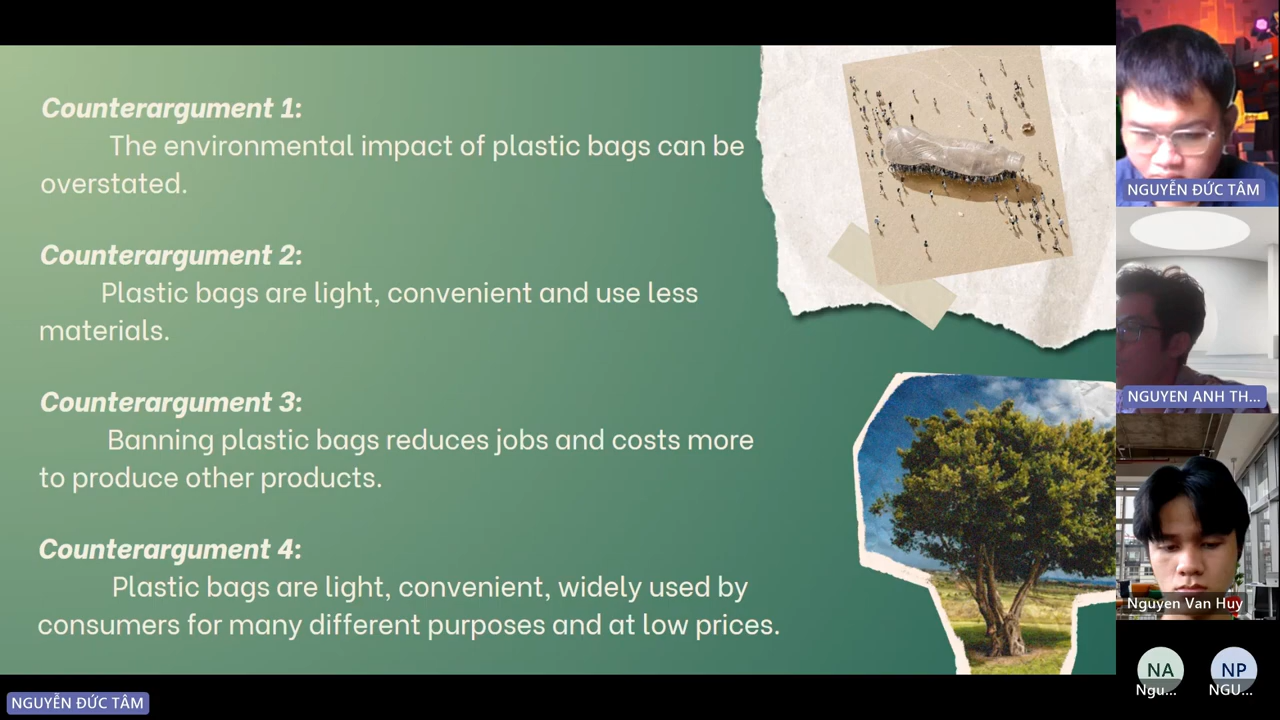 Counterargument 1:
The environmental impact of plastic bags can be
overstated.
Counterargument 2:
Plastic bags are light, convenient and use less
materials.
Counterargument 3:
Banning plastic bags reduces jobs and costs more
to produce other products.
Counterargument 4:
Plastic bags are light, convenient, widely used by
consumers for many different purposes and at low prices.
NGUYỄN ĐỨC TÂM
NGUYỄN ĐỨC TÂM
NGUYEN ANH TH...
Nguyen Van Huy
NA
Ngu...
NP
NGU...